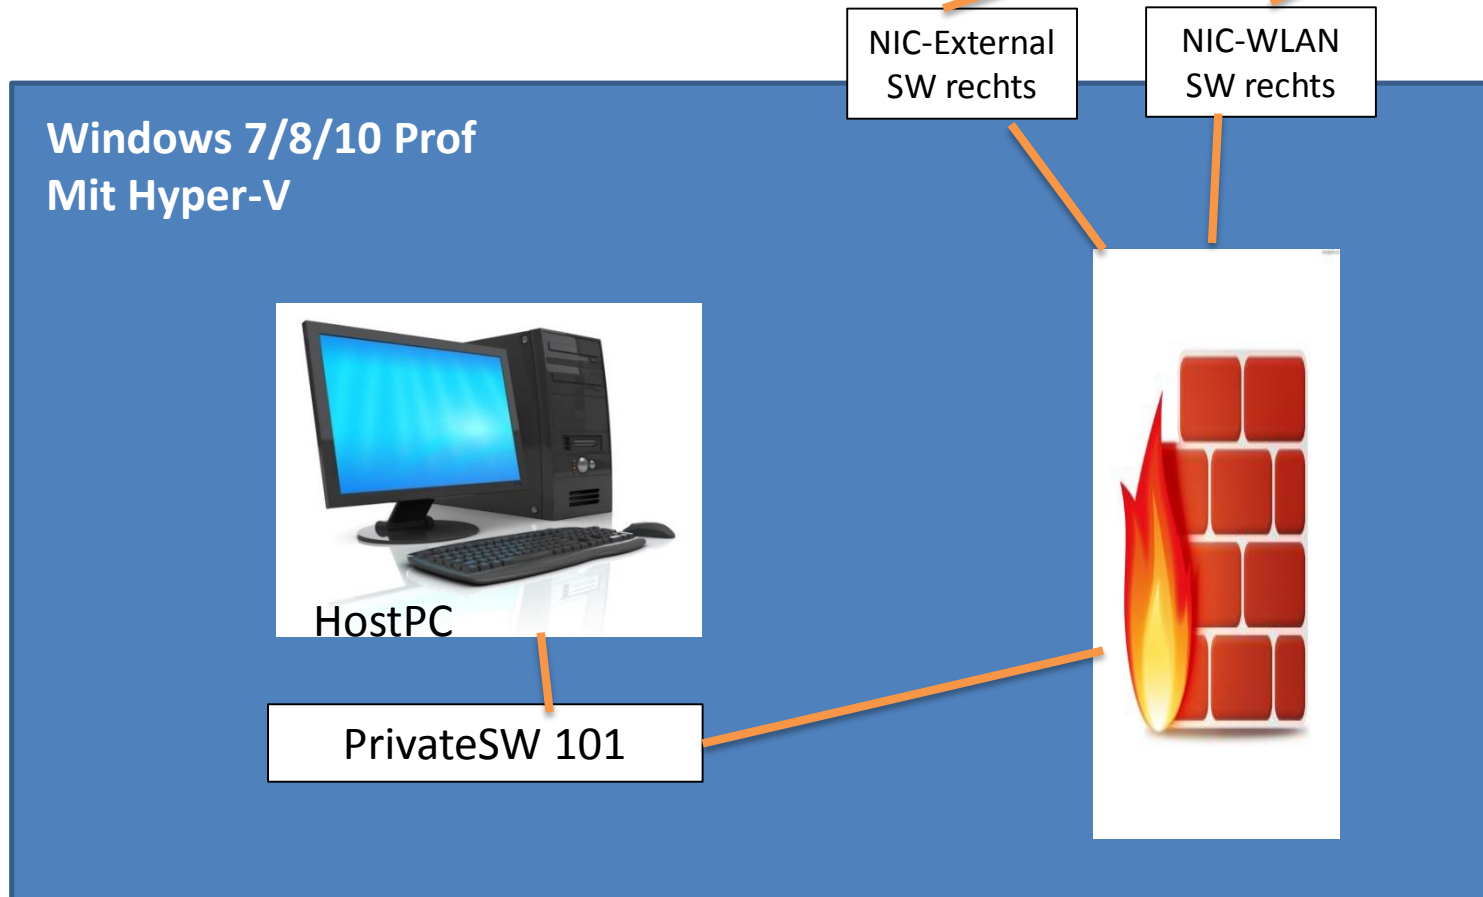 NIC-External
SW rechts
NIC-WLAN
SW rechts
Windows 7/8/10 Prof
Mit Hyper-V
HostPC
PrivateSW 101